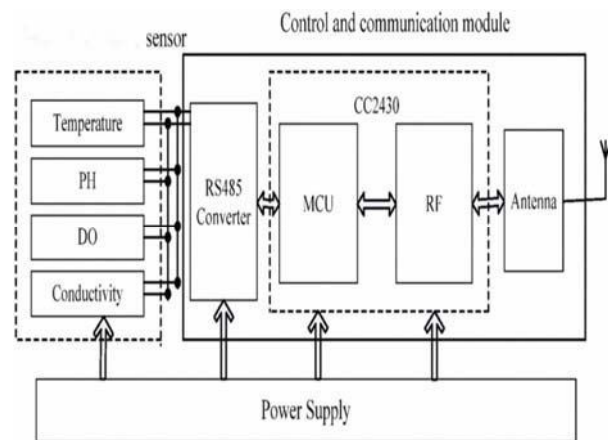 Control and communication module
sensor
Temperature
PH
DO
Conductivity
RS485
Converter
CC2430
MCU
RF
Antenna
Power Supply